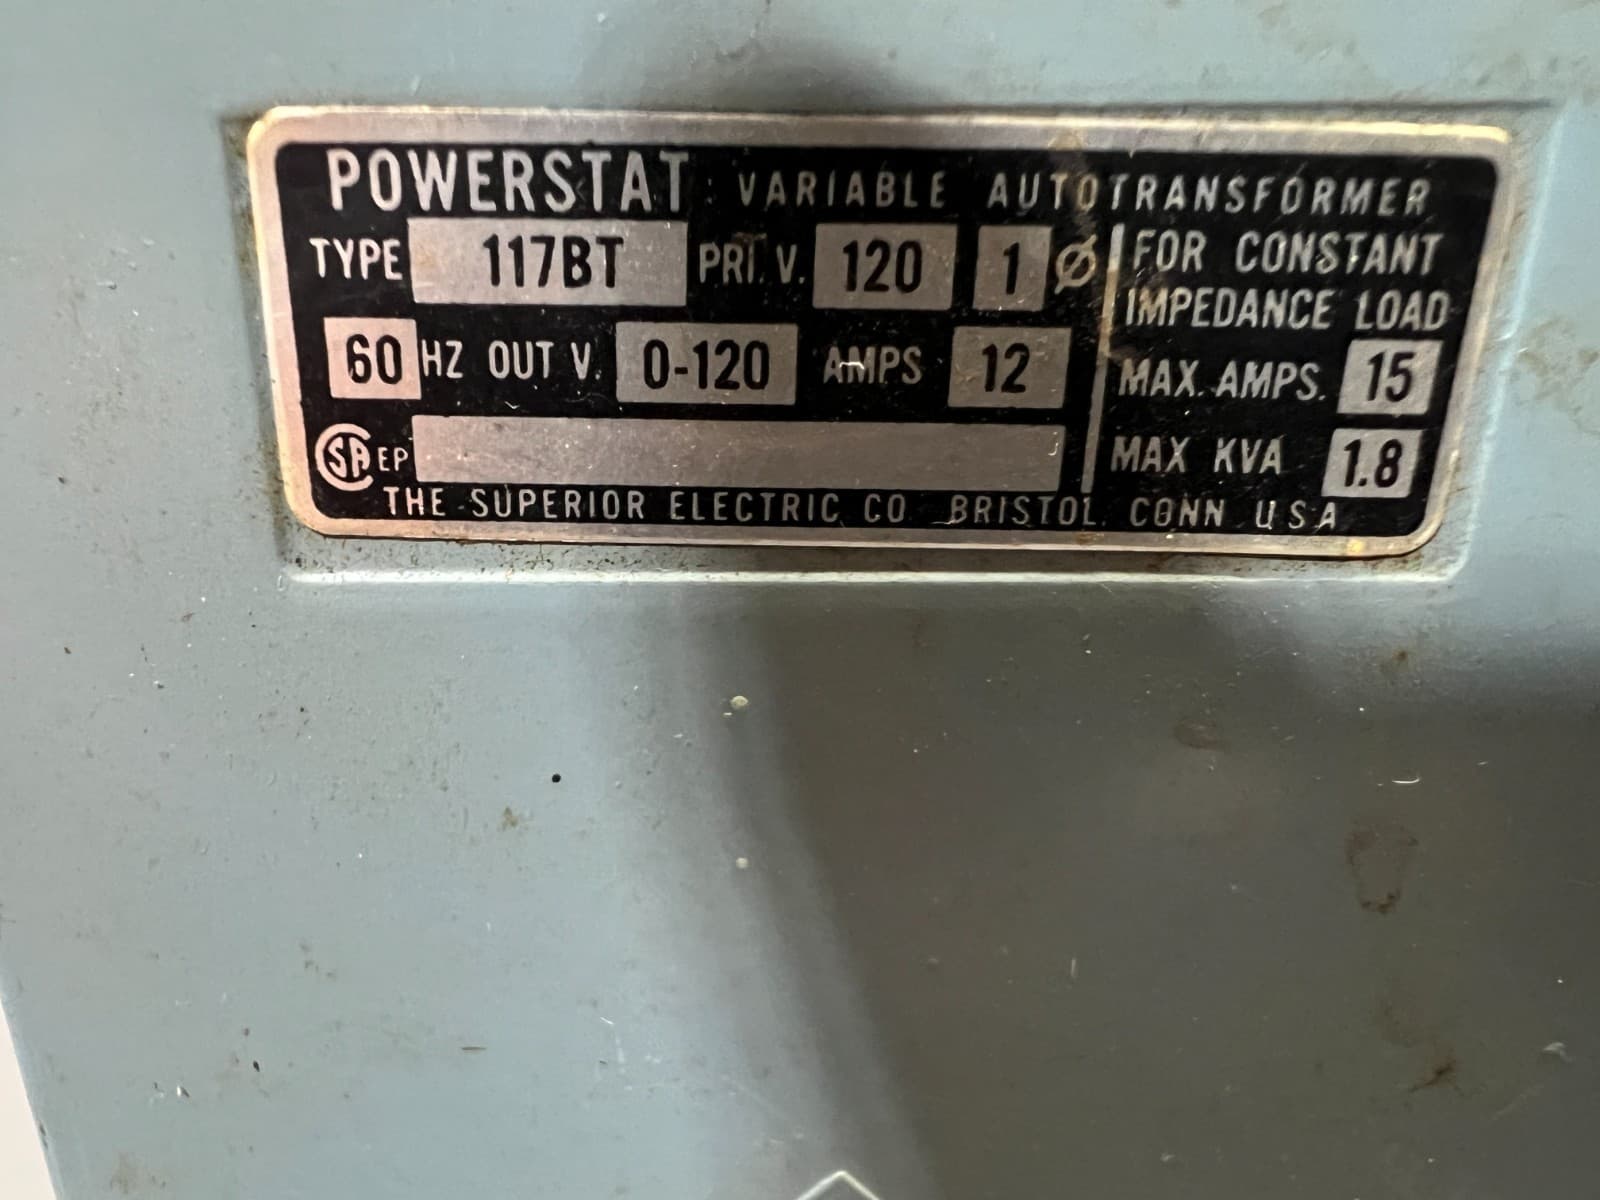 POWERSTAT VARIABLE AUTOTRANSFORMER
TYPE 117BT PRI. V. 120 1 Ø
60 HZ OUT V. 0-120 AMPS 12
SA EP
FOR CONSTANT
IMPEDANCE LOAD
MAX. AMPS. 15
MAX KVA 1.8
THE SUPERIOR ELECTRIC CO. BRISTOL, CONN. U.S.A.